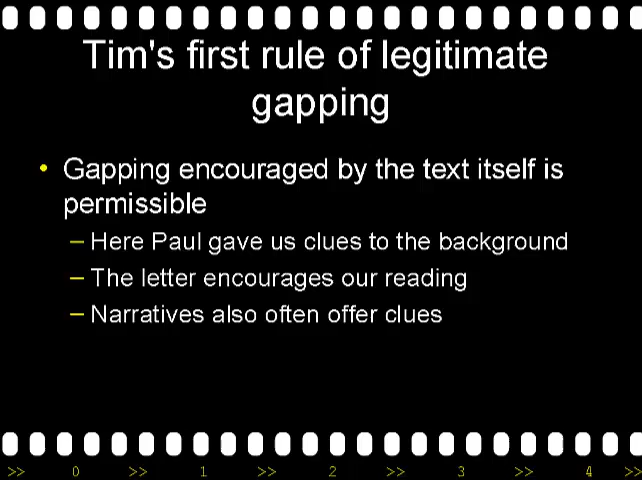 Tim's first rule of legitimate
gapping
• Gapping encouraged by the text itself is
permissible
– Here Paul gave us clues to the background
– The letter encourages our reading
– Narratives also often offer clues
>> 0 >> 1 >> 2 >> 3 >> 4 >>